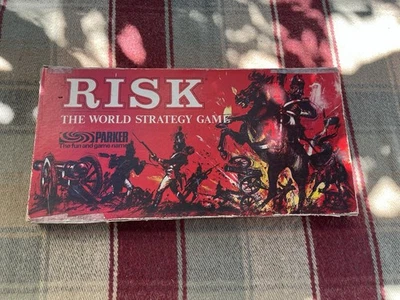 RISK
THE WORLD STRATEGY GAME
PARKER
The fun and game name